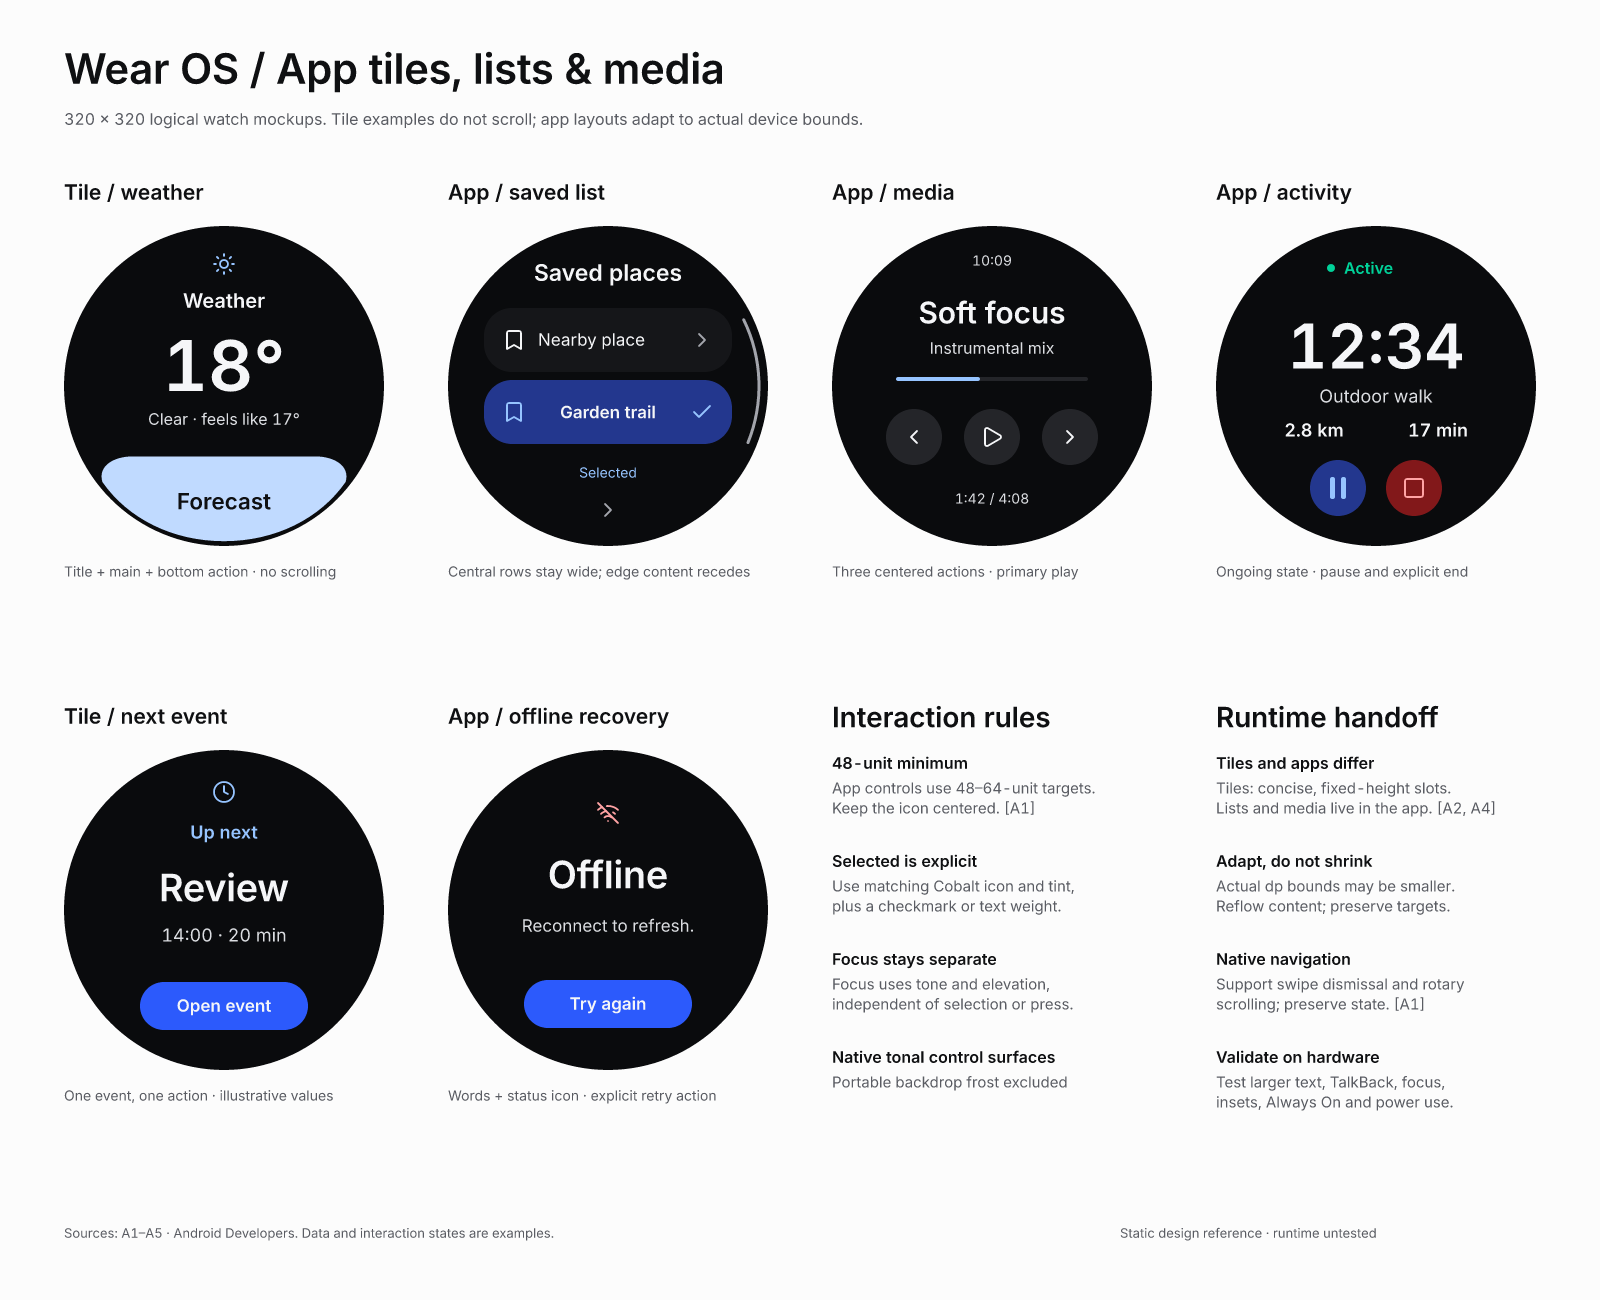 Wear OS / App tiles, lists & media
320 × 320 logical watch mockups. Tile examples do not scroll; app layouts adapt to actual device bounds.
Tile / weather
Weather
18°
Clear · feels like 17°
Forecast
Title + main + bottom action · no scrolling
App / saved list
Saved places
Nearby place
Garden trail
Selected
Central rows stay wide; edge content recedes
App / media
10:09
Soft focus
Instrumental mix
1:42 / 4:08
Three centered actions · primary play
App / activity
Active
12:34
Outdoor walk
2.8 km 17 min
Ongoing state · pause and explicit end
Tile / next event
Up next
Review
14:00 · 20 min
Open event
One event, one action · illustrative values
App / offline recovery
Offline
Reconnect to refresh.
Try again
Words + status icon · explicit retry action
Interaction rules
48-unit minimum
App controls use 48–64-unit targets.
Keep the icon centered. [A1]
Selected is explicit
Use matching Cobalt icon and tint,
plus a checkmark or text weight.
Focus stays separate
Focus uses tone and elevation,
independent of selection or press.
Native tonal control surfaces
Portable backdrop frost excluded
Runtime handoff
Tiles and apps differ
Tiles: concise, fixed-height slots.
Lists and media live in the app. [A2, A4]
Adapt, do not shrink
Actual dp bounds may be smaller.
Reflow content; preserve targets.
Native navigation
Support swipe dismissal and rotary
scrolling; preserve state. [A1]
Validate on hardware
Test larger text, TalkBack, focus,
insets, Always On and power use.
Sources: A1–A5 · Android Developers. Data and interaction states are examples.
Static design reference · runtime untested